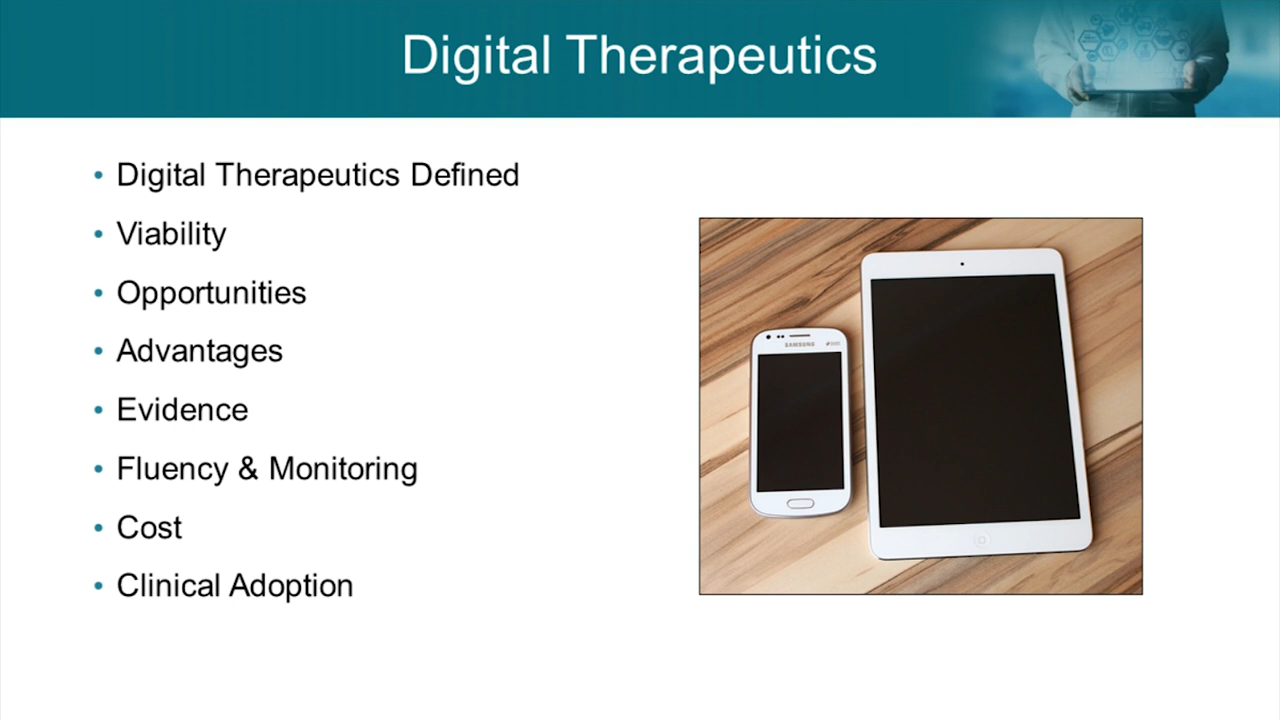 Digital Therapeutics
• Digital Therapeutics Defined
• Viability
• Opportunities
• Advantages
• Evidence
• Fluency & Monitoring
• Cost
• Clinical Adoption
SAMSUNG